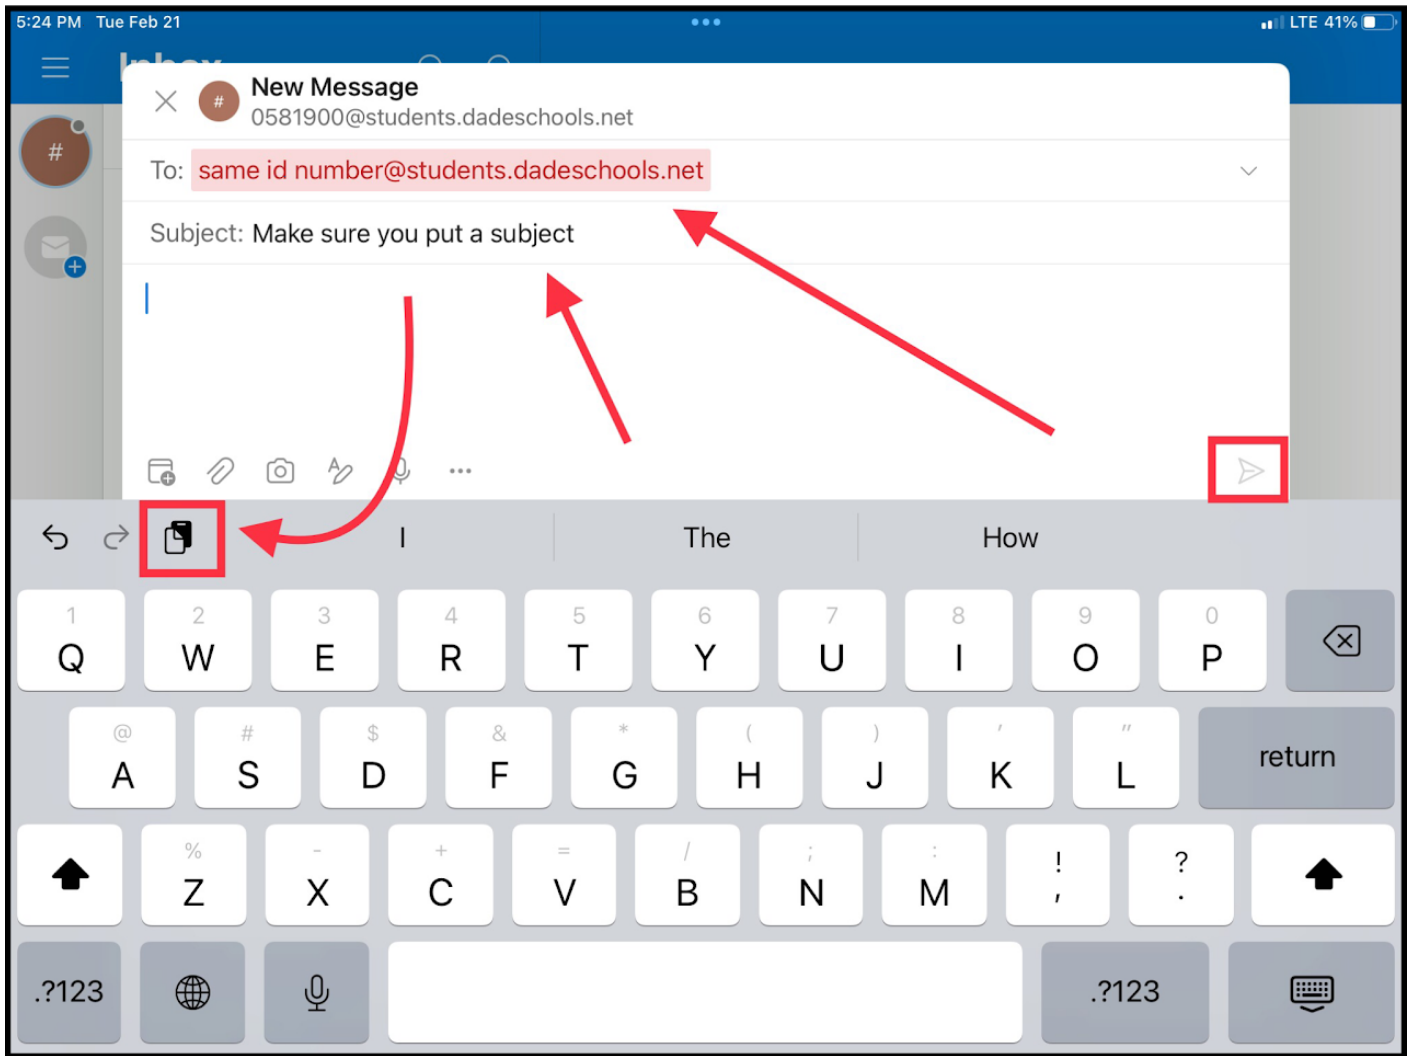 5:24 PM Tue Feb 21
LTE 41%
Inbox
#
New Message
0581900@students.dadeschools.net
#
To: same id number@students.dadeschools.net
Subject: Make sure you put a subject
I The How
1 2 3 4 5 6 7 8 9 0
Q W E R T Y U I O P
@ # $ & * ( ) ' "
A S D F G H J K L return
% - + = / ; : ! ?
Z X C V B N M , .
.?123 .?123